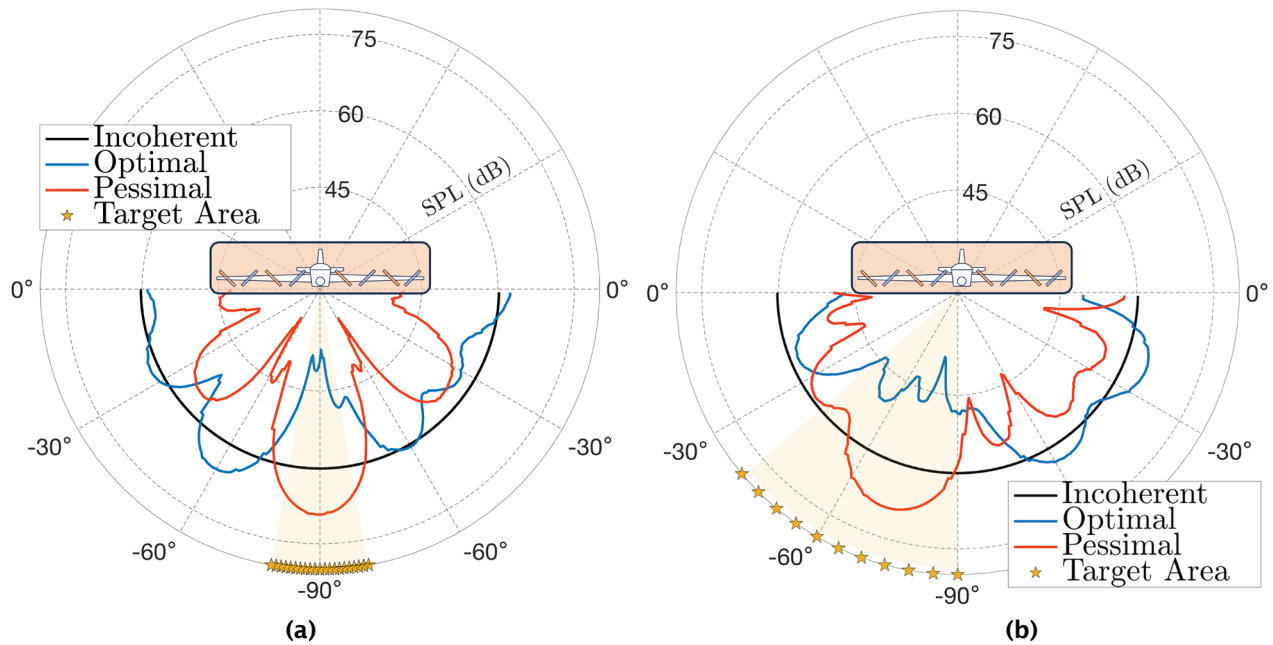 75
60
45
SPL (dB)
Incoherent
Optimal
Pessimal
Target Area
0°
0°
-30°
-30°
-60°
-60°
-90°
(a)
75
60
45
SPL (dB)
0°
0°
-30°
-30°
-60°
-90°
Incoherent
Optimal
Pessimal
Target Area
(b)